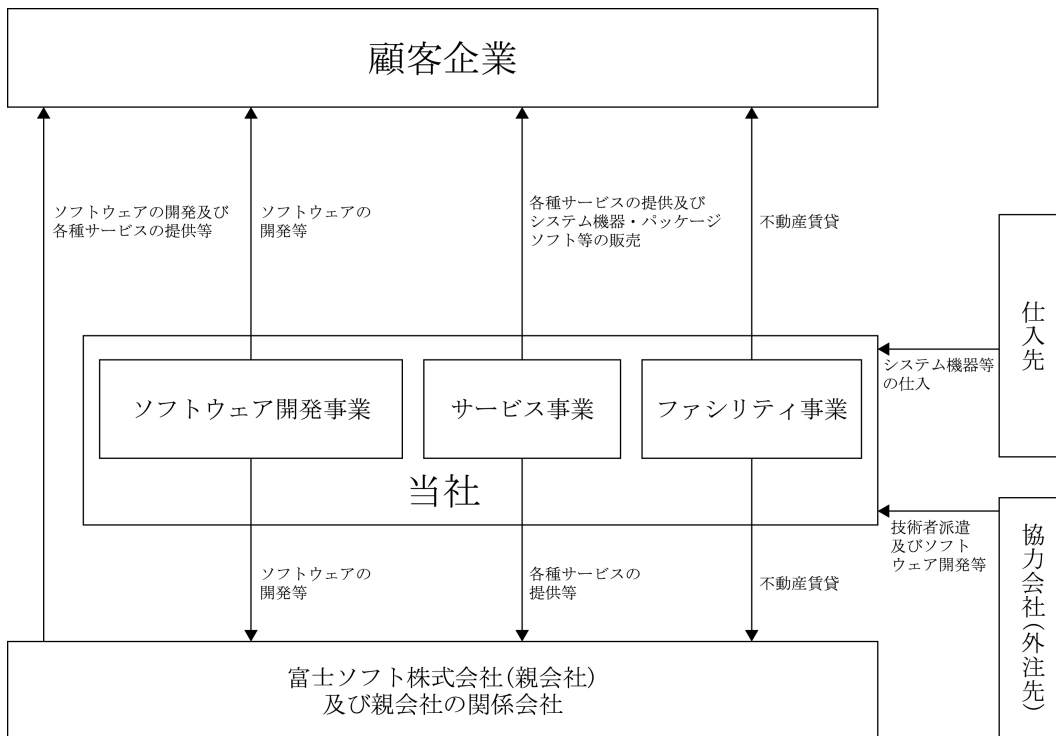 顧客企業
ソフトウェアの開発及び
各種サービスの提供等
ソフトウェアの
開発等
各種サービスの提供及び
システム機器・パッケージ
ソフト等の販売
不動産賃貸
仕入先
システム機器等
の仕入
ソフトウェア開発事業
サービス事業
ファシリティ事業
当社
協力会社(外注先)
技術者派遣
及びソフト
ウェア開発等
ソフトウェアの
開発等
各種サービスの
提供等
不動産賃貸
富士ソフト株式会社(親会社)
及び親会社の関係会社